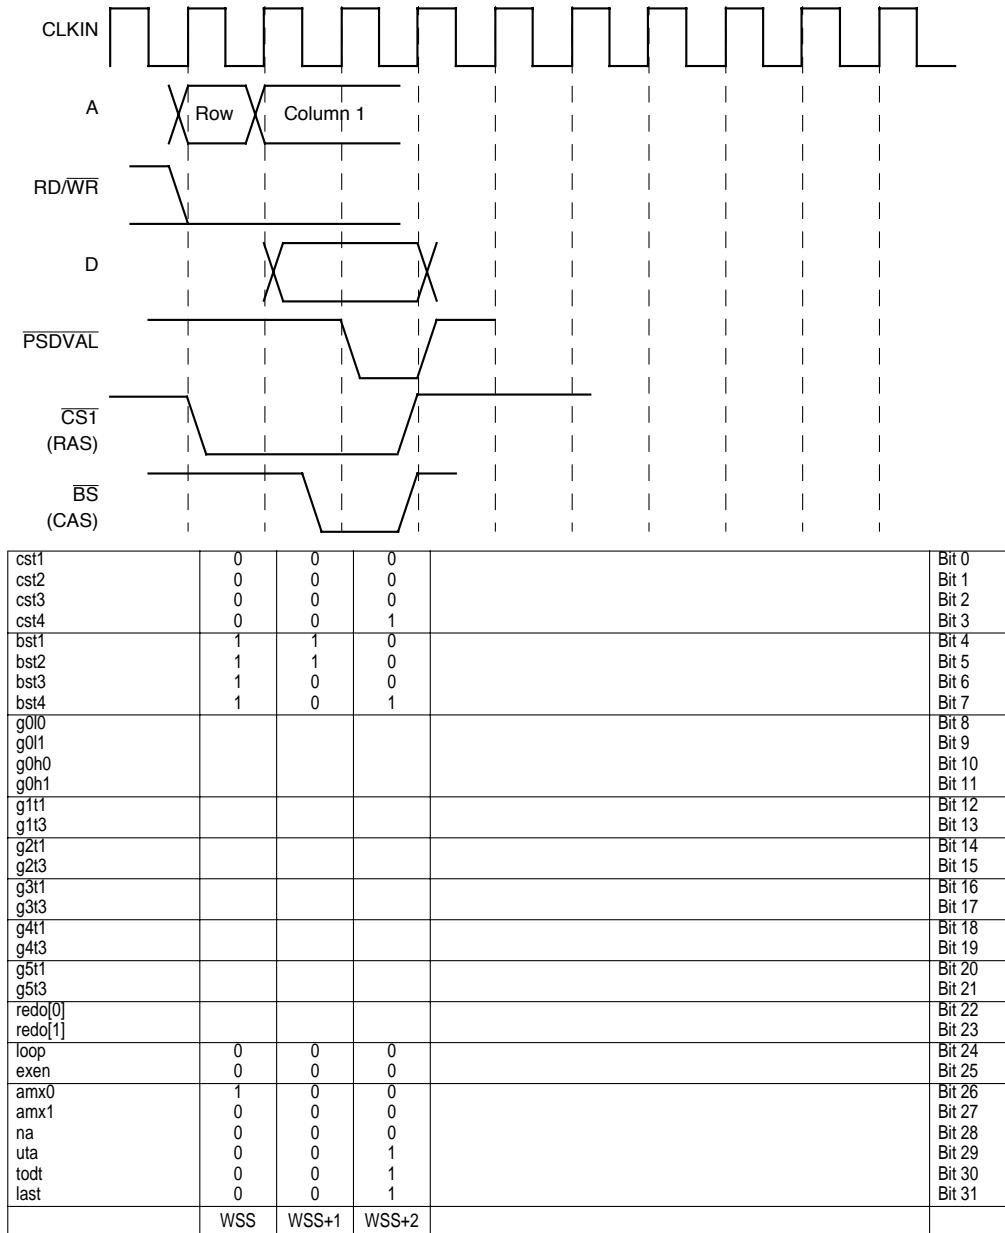 CLKIN
A
Row
Column 1
RD/WR
D
PSDVAL
CS1
(RAS)
BS
(CAS)
cst1 0 0 0 Bit 0
cst2 0 0 0 Bit 1
cst3 0 0 0 Bit 2
cst4 0 0 1 Bit 3
bst1 1 1 0 Bit 4
bst2 1 1 0 Bit 5
bst3 1 0 0 Bit 6
bst4 1 0 1 Bit 7
g0l0 Bit 8
g0l1 Bit 9
g0h0 Bit 10
g0h1 Bit 11
g1t1 Bit 12
g1t3 Bit 13
g2t1 Bit 14
g2t3 Bit 15
g3t1 Bit 16
g3t3 Bit 17
g4t1 Bit 18
g4t3 Bit 19
g5t1 Bit 20
g5t3 Bit 21
redo[0] Bit 22
redo[1] Bit 23
loop 0 0 0 Bit 24
exen 0 0 0 Bit 25
amx0 1 0 0 Bit 26
amx1 0 0 0 Bit 27
na 0 0 0 Bit 28
uta 0 0 1 Bit 29
todt 0 0 1 Bit 30
last 0 0 1 Bit 31
WSS WSS+1 WSS+2